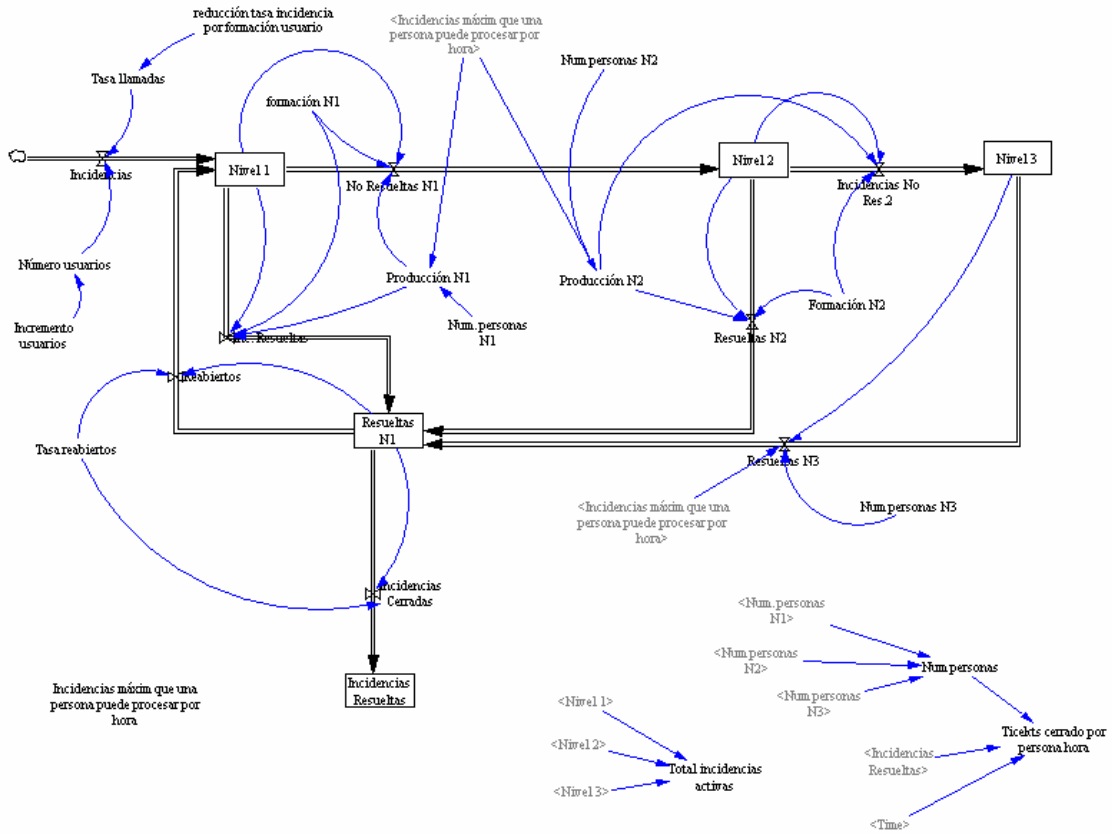 reducción tasa incidencia
por formación usuario
<Incidencias máxim que una
persona puede procesar por
hora>
Num personas N2
Tasa llamadas
formación N1
Nivel 1
Nivel 2
Nivel 3
Incidencias
No Resueltas N1
Incidencias No
Res.2
Número usuarios
Producción N1
Producción N2
Formación N2
Incremento
usuarios
Num. personas
N1
Inc. Resueltas
Resueltas N2
Reabiertos
Resueltas
N1
Tasa reabiertos
Resueltas N3
<Incidencias máxim que una
persona puede procesar por
hora>
Num personas N3
Incidencias
Cerradas
<Num. personas
N1>
<Num personas
N2>
Num personas
<Num personas
N3>
Incidencias máxim que una
persona puede procesar por
hora
Incidencias
Resueltas
<Nivel 1>
<Nivel 2>
<Nivel 3>
Total incidencias
activas
Ticekts cerrado por
persona hora
<Incidencias
Resueltas>
<Time>